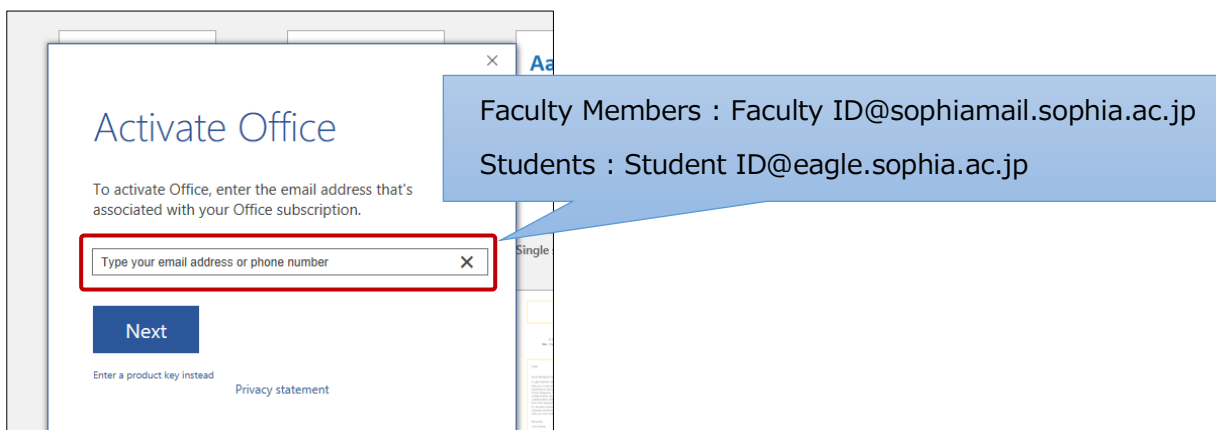 Aa
Activate Office
Faculty Members : Faculty ID@sophiamail.sophia.ac.jp
Students : Student ID@eagle.sophia.ac.jp
To activate Office, enter the email address that's
associated with your Office subscription.
Single
Type your email address or phone number
Next
Enter a product key instead
Privacy statement